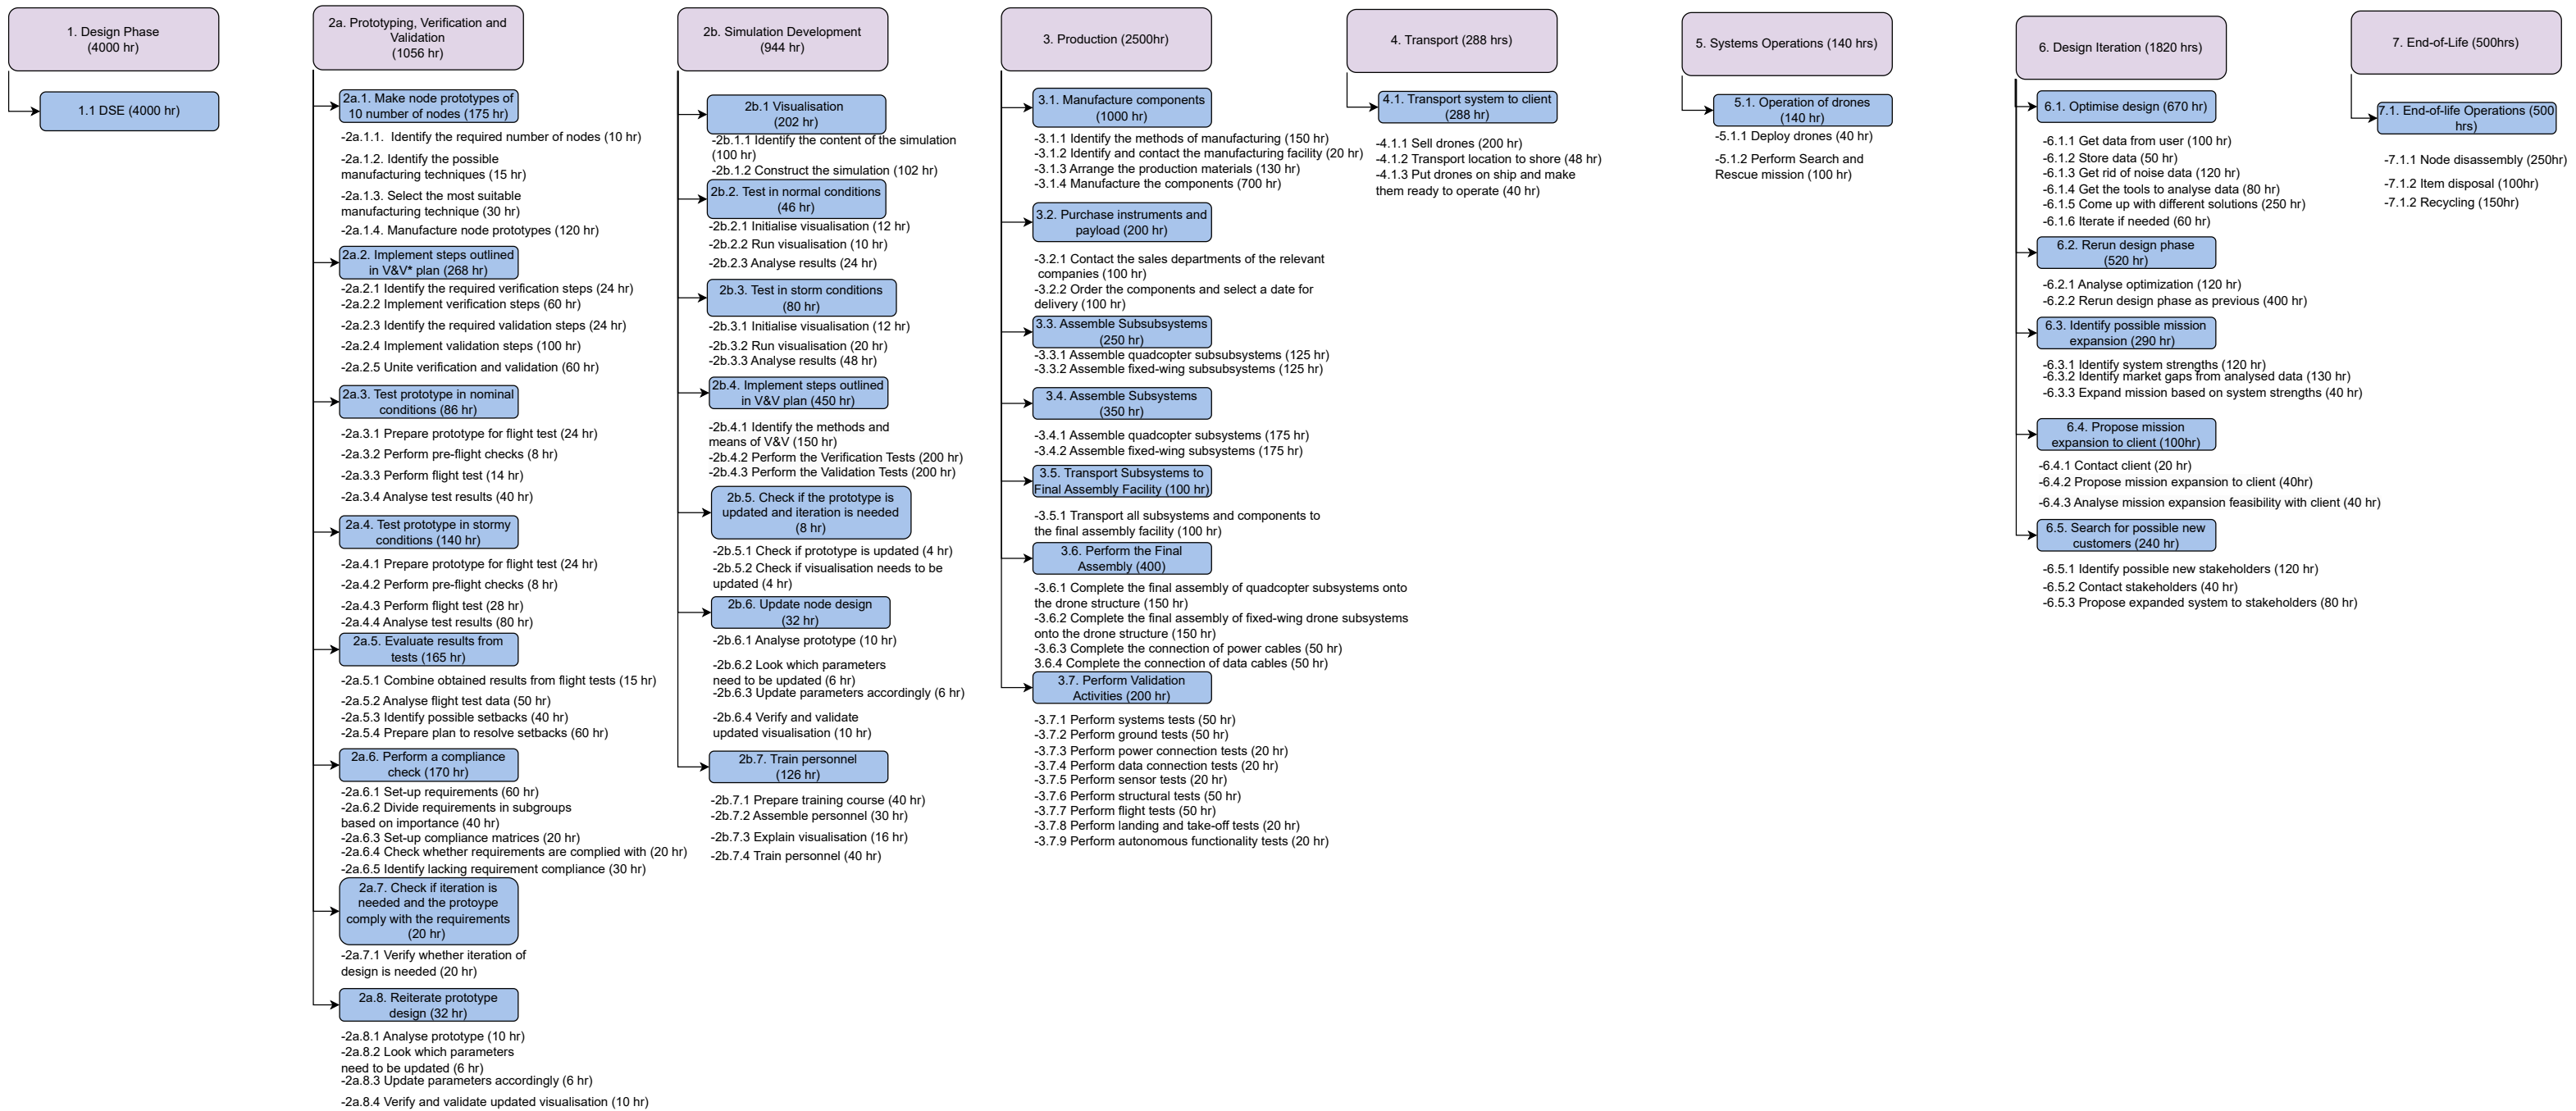 1. Design Phase
(4000 hr)
1.1 DSE (4000 hr)
2a. Prototyping, Verification and
Validation
(1056 hr)
2a.1. Make node prototypes of
10 number of nodes (175 hr)
-2a.1.1.  Identify the required number of nodes (10 hr)
-2a.1.2. Identify the possible
manufacturing techniques (15 hr)
-2a.1.3. Select the most suitable
manufacturing technique (30 hr)
-2a.1.4. Manufacture node prototypes (120 hr)
2a.2. Implement steps outlined
in V&V* plan (268 hr)
-2a.2.1 Identify the required verification steps (24 hr)
-2a.2.2 Implement verification steps (60 hr)
-2a.2.3 Identify the required validation steps (24 hr)
-2a.2.4 Implement validation steps (100 hr)
-2a.2.5 Unite verification and validation (60 hr)
2a.3. Test prototype in nominal
conditions (86 hr)
-2a.3.1 Prepare prototype for flight test (24 hr)
-2a.3.2 Perform pre-flight checks (8 hr)
-2a.3.3 Perform flight test (14 hr)
-2a.3.4 Analyse test results (40 hr)
2a.4. Test prototype in stormy
conditions (140 hr)
-2a.4.1 Prepare prototype for flight test (24 hr)
-2a.4.2 Perform pre-flight checks (8 hr)
-2a.4.3 Perform flight test (28 hr)
-2a.4.4 Analyse test results (80 hr)
2a.5. Evaluate results from
tests (165 hr)
-2a.5.1 Combine obtained results from flight tests (15 hr)
-2a.5.2 Analyse flight test data (50 hr)
-2a.5.3 Identify possible setbacks (40 hr)
-2a.5.4 Prepare plan to resolve setbacks (60 hr)
2a.6. Perform a compliance
check (170 hr)
-2a.6.1 Set-up requirements (60 hr)
-2a.6.2 Divide requirements in subgroups
based on importance (40 hr)
-2a.6.3 Set-up compliance matrices (20 hr)
-2a.6.4 Check whether requirements are complied with (20 hr)
-2a.6.5 Identify lacking requirement compliance (30 hr)
2a.7. Check if iteration is
needed and the protoype
comply with the requirements
(20 hr)
-2a.7.1 Verify whether iteration of
design is needed (20 hr)
2a.8. Reiterate prototype
design (32 hr)
-2a.8.1 Analyse prototype (10 hr)
-2a.8.2 Look which parameters
need to be updated (6 hr)
-2a.8.3 Update parameters accordingly (6 hr)
-2a.8.4 Verify and validate updated visualisation (10 hr)
2b. Simulation Development
(944 hr)
2b.1 Visualisation
(202 hr)
-2b.1.1 Identify the content of the simulation
(100 hr)
-2b.1.2 Construct the simulation (102 hr)
2b.2. Test in normal conditions
(46 hr)
-2b.2.1 Initialise visualisation (12 hr)
-2b.2.2 Run visualisation (10 hr)
-2b.2.3 Analyse results (24 hr)
2b.3. Test in storm conditions
(80 hr)
-2b.3.1 Initialise visualisation (12 hr)
-2b.3.2 Run visualisation (20 hr)
-2b.3.3 Analyse results (48 hr)
2b.4. Implement steps outlined
in V&V plan (450 hr)
-2b.4.1 Identify the methods and
means of V&V (150 hr)
-2b.4.2 Perform the Verification Tests (200 hr)
-2b.4.3 Perform the Validation Tests (200 hr)
2b.5. Check if the prototype is
updated and iteration is needed
(8 hr)
-2b.5.1 Check if prototype is updated (4 hr)
-2b.5.2 Check if visualisation needs to be
updated (4 hr)
2b.6. Update node design
(32 hr)
-2b.6.1 Analyse prototype (10 hr)
-2b.6.2 Look which parameters
need to be updated (6 hr)
-2b.6.3 Update parameters accordingly (6 hr)
-2b.6.4 Verify and validate
updated visualisation (10 hr)
2b.7. Train personnel
(126 hr)
-2b.7.1 Prepare training course (40 hr)
-2b.7.2 Assemble personnel (30 hr)
-2b.7.3 Explain visualisation (16 hr)
-2b.7.4 Train personnel (40 hr)
3. Production (2500hr)
3.1. Manufacture components
(1000 hr)
-3.1.1 Identify the methods of manufacturing (150 hr)
-3.1.2 Identify and contact the manufacturing facility (20 hr)
-3.1.3 Arrange the production materials (130 hr)
-3.1.4 Manufacture the components (700 hr)
3.2. Purchase instruments and
payload (200 hr)
-3.2.1 Contact the sales departments of the relevant
companies (100 hr)
-3.2.2 Order the components and select a date for
delivery (100 hr)
3.3. Assemble Subsubsystems
(250 hr)
-3.3.1 Assemble quadcopter subsubsystems (125 hr)
-3.3.2 Assemble fixed-wing subsubsystems (125 hr)
3.4. Assemble Subsystems
(350 hr)
-3.4.1 Assemble quadcopter subsystems (175 hr)
-3.4.2 Assemble fixed-wing subsystems (175 hr)
3.5. Transport Subsystems to
Final Assembly Facility (100 hr)
-3.5.1 Transport all subsystems and components to
the final assembly facility (100 hr)
3.6. Perform the Final
Assembly (400)
-3.6.1 Complete the final assembly of quadcopter subsystems onto
the drone structure (150 hr)
-3.6.2 Complete the final assembly of fixed-wing drone subsystems
onto the drone structure (150 hr)
-3.6.3 Complete the connection of power cables (50 hr)
3.6.4 Complete the connection of data cables (50 hr)
3.7. Perform Validation
Activities (200 hr)
-3.7.1 Perform systems tests (50 hr)
-3.7.2 Perform ground tests (50 hr)
-3.7.3 Perform power connection tests (20 hr)
-3.7.4 Perform data connection tests (20 hr)
-3.7.5 Perform sensor tests (20 hr)
-3.7.6 Perform structural tests (50 hr)
-3.7.7 Perform flight tests (50 hr)
-3.7.8 Perform landing and take-off tests (20 hr)
-3.7.9 Perform autonomous functionality tests (20 hr)
4. Transport (288 hrs)
4.1. Transport system to client
(288 hr)
-4.1.1 Sell drones (200 hr)
-4.1.2 Transport location to shore (48 hr)
-4.1.3 Put drones on ship and make
them ready to operate (40 hr)
5. Systems Operations (140 hrs)
5.1. Operation of drones
(140 hr)
-5.1.1 Deploy drones (40 hr)
-5.1.2 Perform Search and
Rescue mission (100 hr)
6. Design Iteration (1820 hrs)
6.1. Optimise design (670 hr)
-6.1.1 Get data from user (100 hr)
-6.1.2 Store data (50 hr)
-6.1.3 Get rid of noise data (120 hr)
-6.1.4 Get the tools to analyse data (80 hr)
-6.1.5 Come up with different solutions (250 hr)
-6.1.6 Iterate if needed (60 hr)
6.2. Rerun design phase
(520 hr)
-6.2.1 Analyse optimization (120 hr)
-6.2.2 Rerun design phase as previous (400 hr)
6.3. Identify possible mission
expansion (290 hr)
-6.3.1 Identify system strengths (120 hr)
-6.3.2 Identify market gaps from analysed data (130 hr)
-6.3.3 Expand mission based on system strengths (40 hr)
6.4. Propose mission
expansion to client (100hr)
-6.4.1 Contact client (20 hr)
-6.4.2 Propose mission expansion to client (40hr)
-6.4.3 Analyse mission expansion feasibility with client (40 hr)
6.5. Search for possible new
customers (240 hr)
-6.5.1 Identify possible new stakeholders (120 hr)
-6.5.2 Contact stakeholders (40 hr)
-6.5.3 Propose expanded system to stakeholders (80 hr)
7. End-of-Life (500hrs)
7.1. End-of-life Operations (500
hrs)
-7.1.1 Node disassembly (250hr)
-7.1.2 Item disposal (100hr)
-7.1.2 Recycling (150hr)